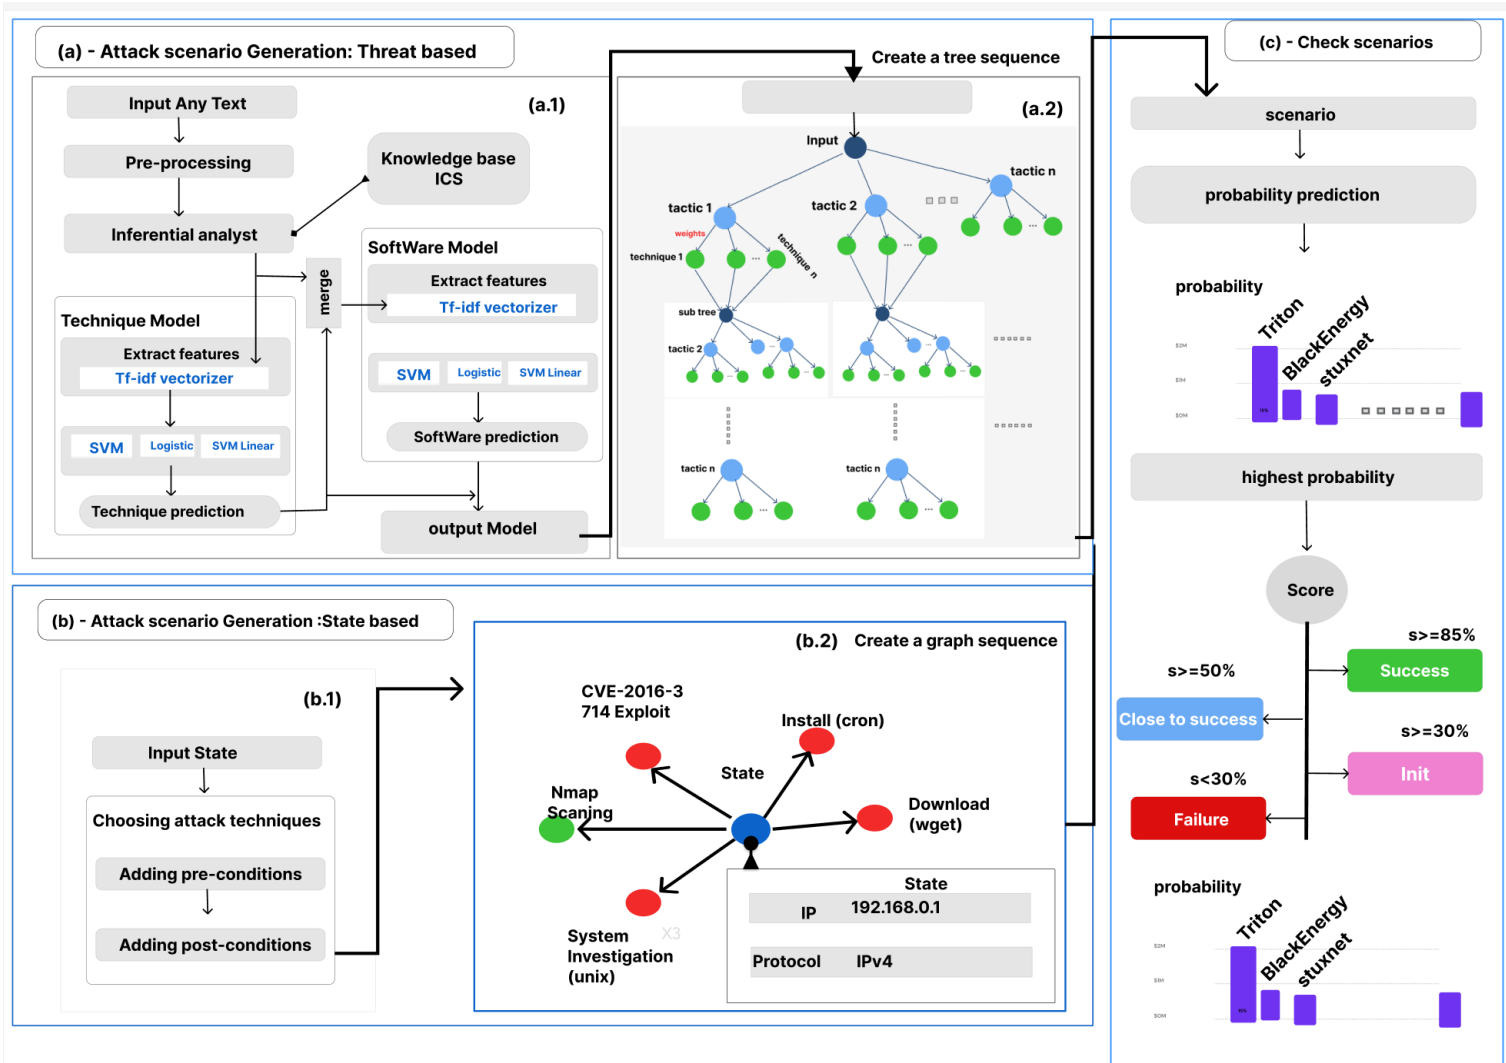 (a) - Attack scenario Generation: Threat based
(a.1)
Input Any Text
Pre-processing
Inferential analyst
Knowledge base
ICS
merge
Technique Model
Extract features
Tf-idf vectorizer
SVM
Logistic
SVM Linear
Technique prediction
SoftWare Model
Extract features
Tf-idf vectorizer
SVM
Logistic
SVM Linear
SoftWare prediction
output Model
Create a tree sequence
(a.2)
Input
tactic 1
tactic 2
tactic n
weights
technique 1
technique n
...
...
...
sub tree
tactic 2
tactic n
tactic n
...
...
(b) - Attack scenario Generation :State based
(b.1)
Input State
Choosing attack techniques
Adding pre-conditions
Adding post-conditions
(b.2)
Create a graph sequence
CVE-2016-3
714 Exploit
Install (cron)
State
Nmap
Scaning
Download
(wget)
System
Investigation
(unix)
X3
State
IP
192.168.0.1
Protocol
IPv4
(c) - Check scenarios
scenario
probability prediction
probability
Triton
BlackEnergy
stuxnet
$2M
$1M
$0M
highest probability
Score
s>=85%
Success
s>=50%
Close to success
s>=30%
Init
s<30%
Failure
probability
Triton
BlackEnergy
stuxnet
$2M
$1M
$0M